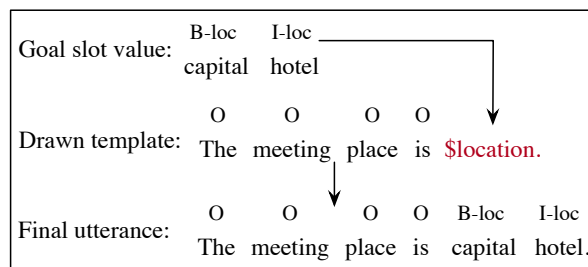 B-loc I-loc
Goal slot value: capital hotel
O O O O
Drawn template: The meeting place is $location.
O O O O B-loc I-loc
Final utterance: The meeting place is capital hotel.